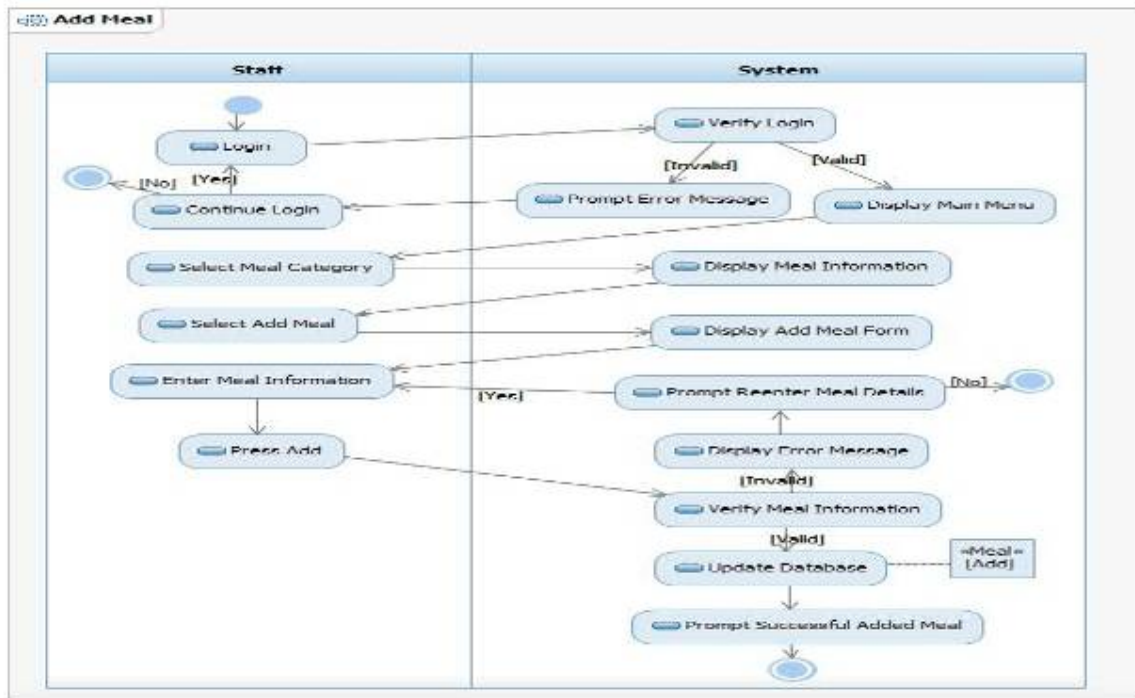 Add Meal
Staff
System
Login
Verify Login
[Invalid]
[Valid]
[No]
[Yes]
Continue Login
Prompt Error Message
Display Main Menu
Select Meal Category
Display Meal Information
Select Add Meal
Display Add Meal Form
Enter Meal Information
[Yes]
Prompt Reenter Meal Details
[No]
Press Add
Display Error Message
[Invalid]
Verify Meal Information
[Valid]
Update Database
«Meal»
[Add]
Prompt Successful Added Meal